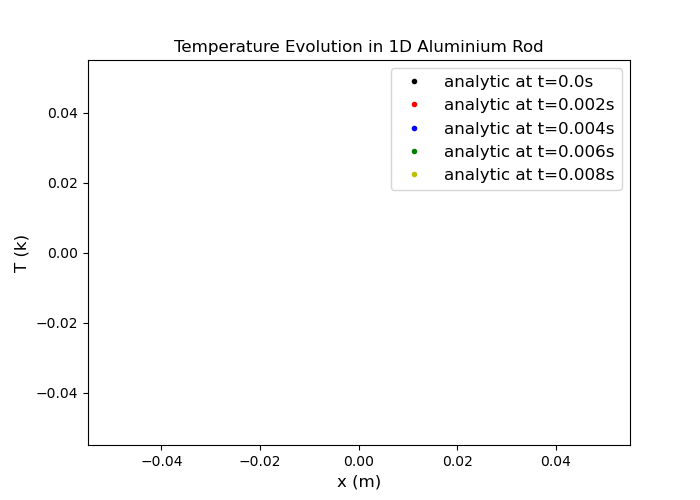 Temperature Evolution in 1D Aluminium Rod
analytic at t=0.0s
analytic at t=0.002s
analytic at t=0.004s
analytic at t=0.006s
analytic at t=0.008s
0.04
0.02
0.00
−0.02
−0.04
T (k)
−0.04 −0.02 0.00 0.02 0.04
x (m)